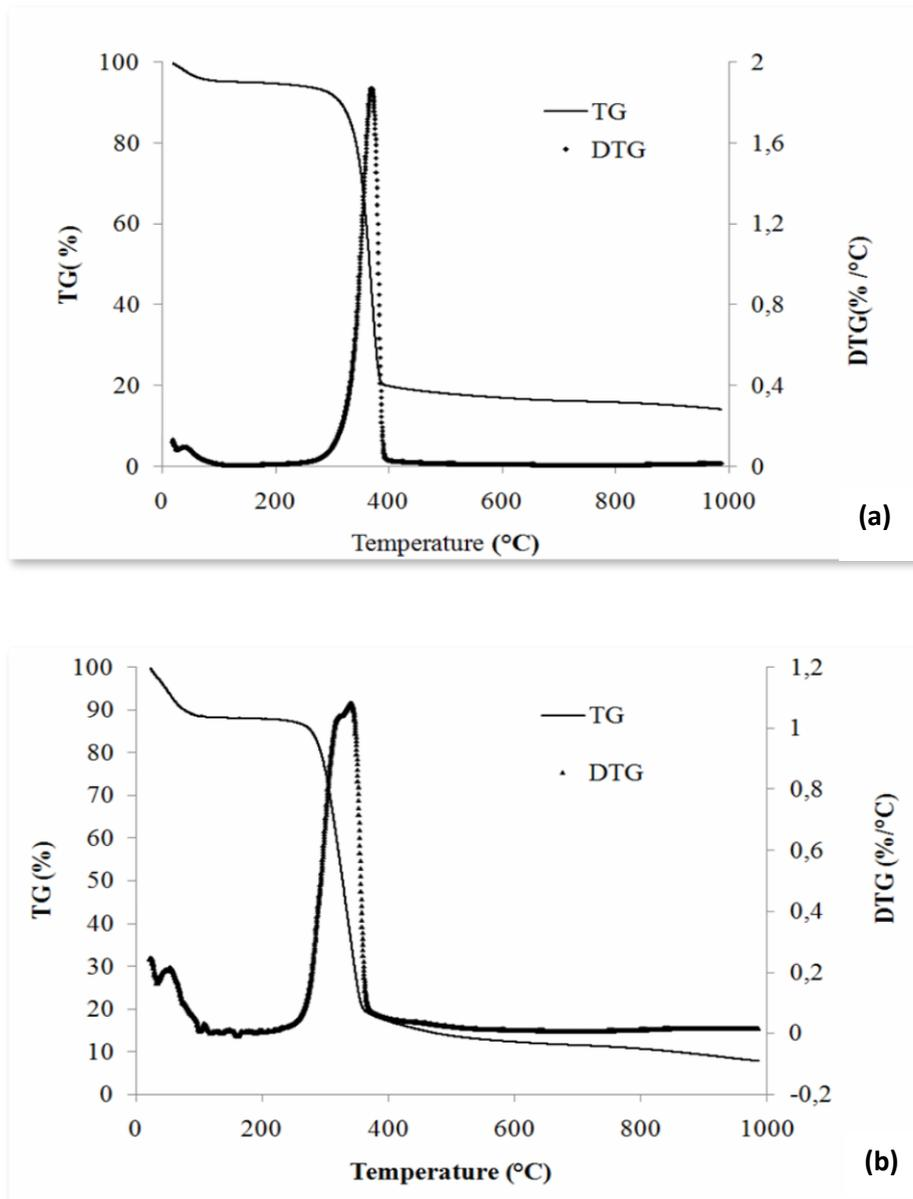 100
80
60
40
20
0
TG( %)
2
1,6
1,2
0,8
0,4
0
DTG(% /°C)
TG
DTG
0 200 400 600 800 1000
Temperature (°C)
(a)
100
90
80
70
60
50
40
30
20
10
0
TG (%)
1,2
1
0,8
0,6
0,4
0,2
0
-0,2
DTG (%/°C)
TG
DTG
0 200 400 600 800 1000
Temperature (°C)
(b)